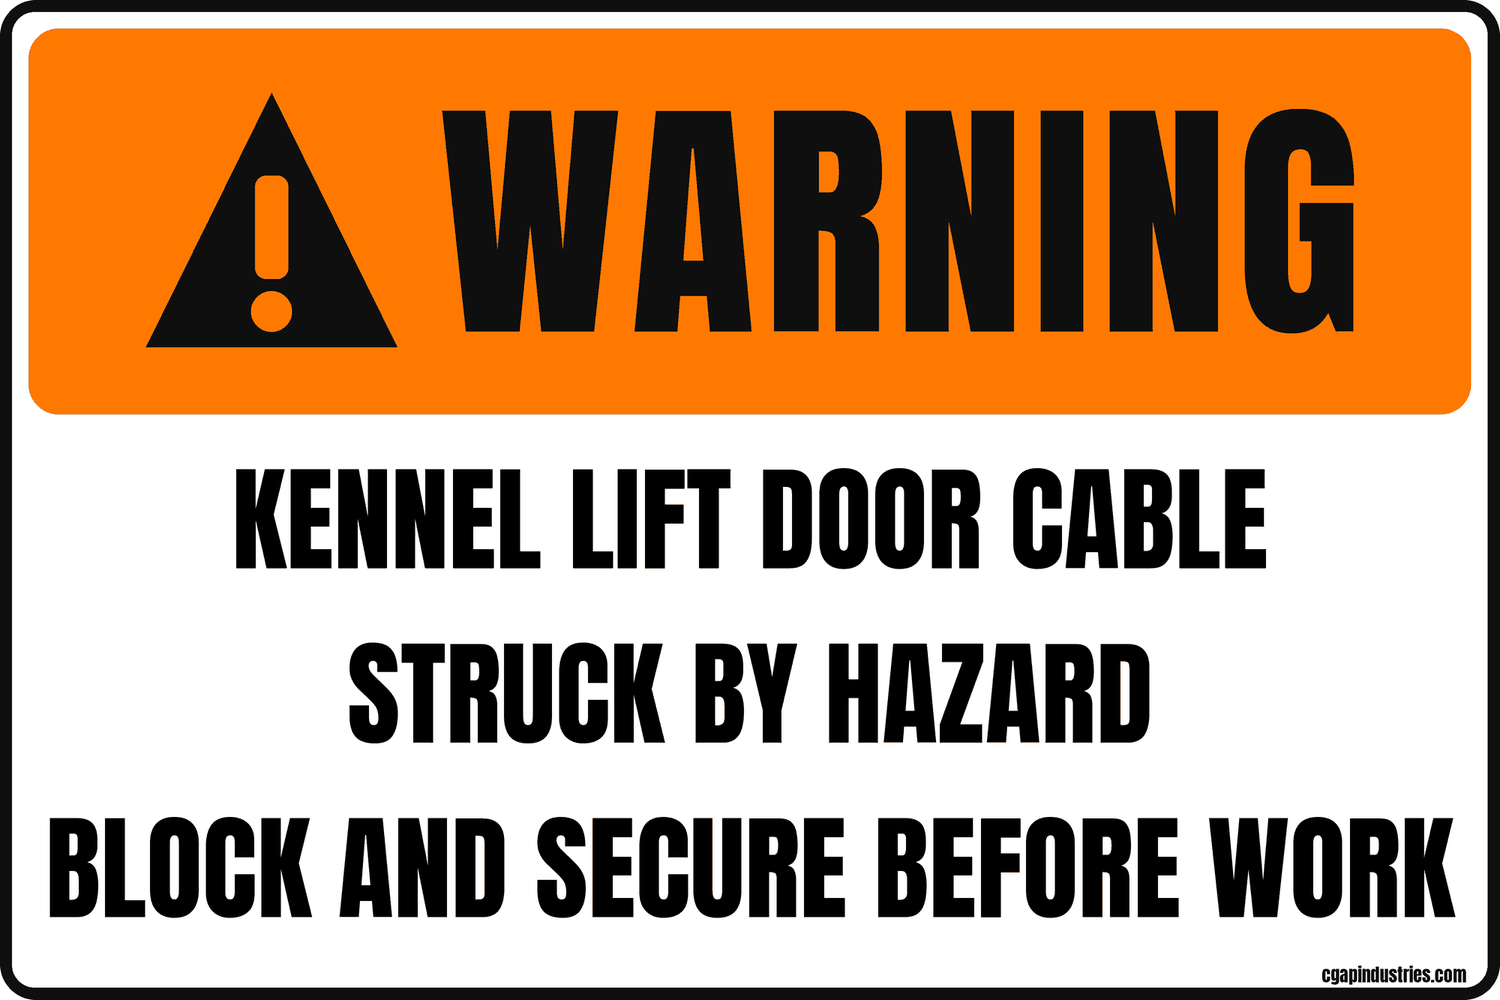 WARNING
KENNEL LIFT DOOR CABLE
STRUCK BY HAZARD
BLOCK AND SECURE BEFORE WORK
cgapindustries.com